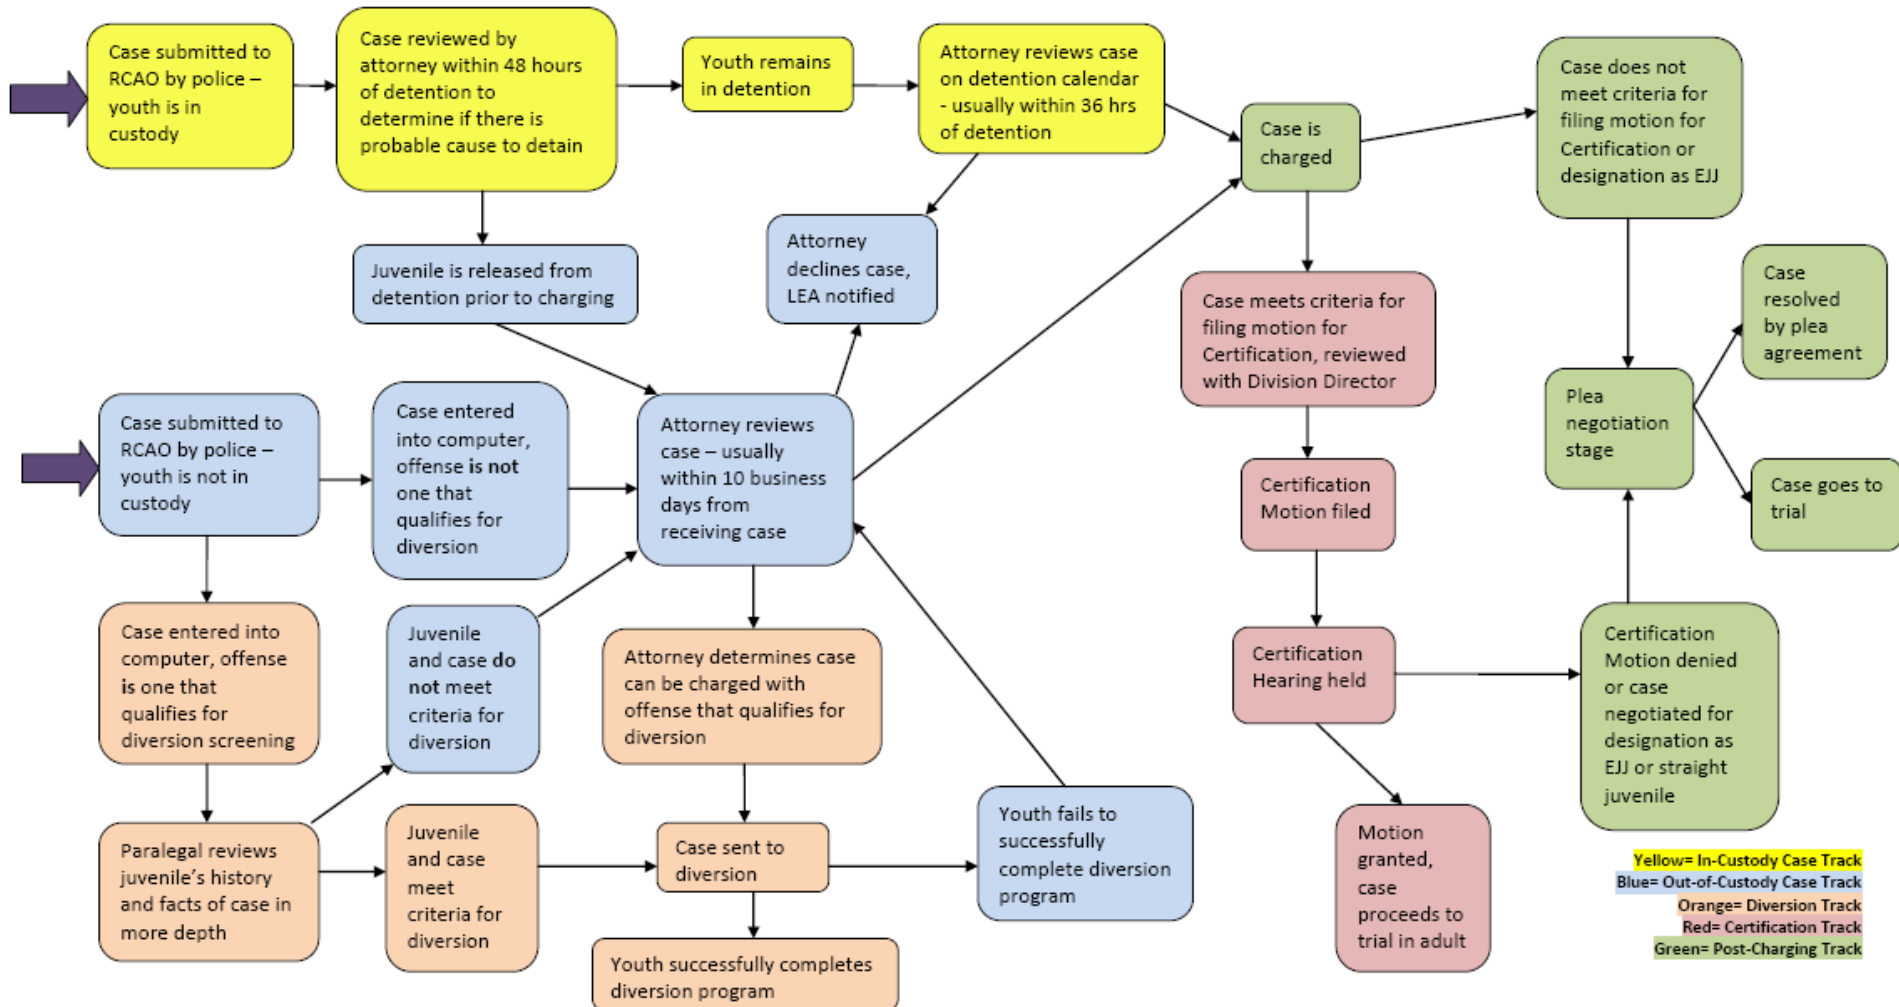 Case submitted to
RCAO by police –
youth is in
custody
Case reviewed by
attorney within 48 hours
of detention to
determine if there is
probable cause to detain
Youth remains
in detention
Attorney reviews case
on detention calendar
- usually within 36 hrs
of detention
Case is
charged
Case does not
meet criteria for
filing motion for
Certification or
designation as EJJ
Juvenile is released from
detention prior to charging
Attorney
declines case,
LEA notified
Case meets criteria for
filing motion for
Certification, reviewed
with Division Director
Case
resolved
by plea
agreement
Case submitted to
RCAO by police –
youth is not in
custody
Case entered
into computer,
offense is not
one that
qualifies for
diversion
Attorney reviews
case – usually
within 10 business
days from
receiving case
Plea
negotiation
stage
Certification
Motion filed
Case goes to
trial
Case entered into
computer, offense
is one that
qualifies for
diversion screening
Juvenile
and case do
not meet
criteria for
diversion
Attorney determines case
can be charged with
offense that qualifies for
diversion
Certification
Hearing held
Certification
Motion denied
or case
negotiated for
designation as
EJJ or straight
juvenile
Paralegal reviews
juvenile's history
and facts of case in
more depth
Juvenile
and case
meet
criteria for
diversion
Case sent to
diversion
Youth fails to
successfully
complete diversion
program
Motion
granted,
case
proceeds to
trial in adult
Youth successfully completes
diversion program
Yellow= In-Custody Case Track
Blue= Out-of-Custody Case Track
Orange= Diversion Track
Red= Certification Track
Green= Post-Charging Track